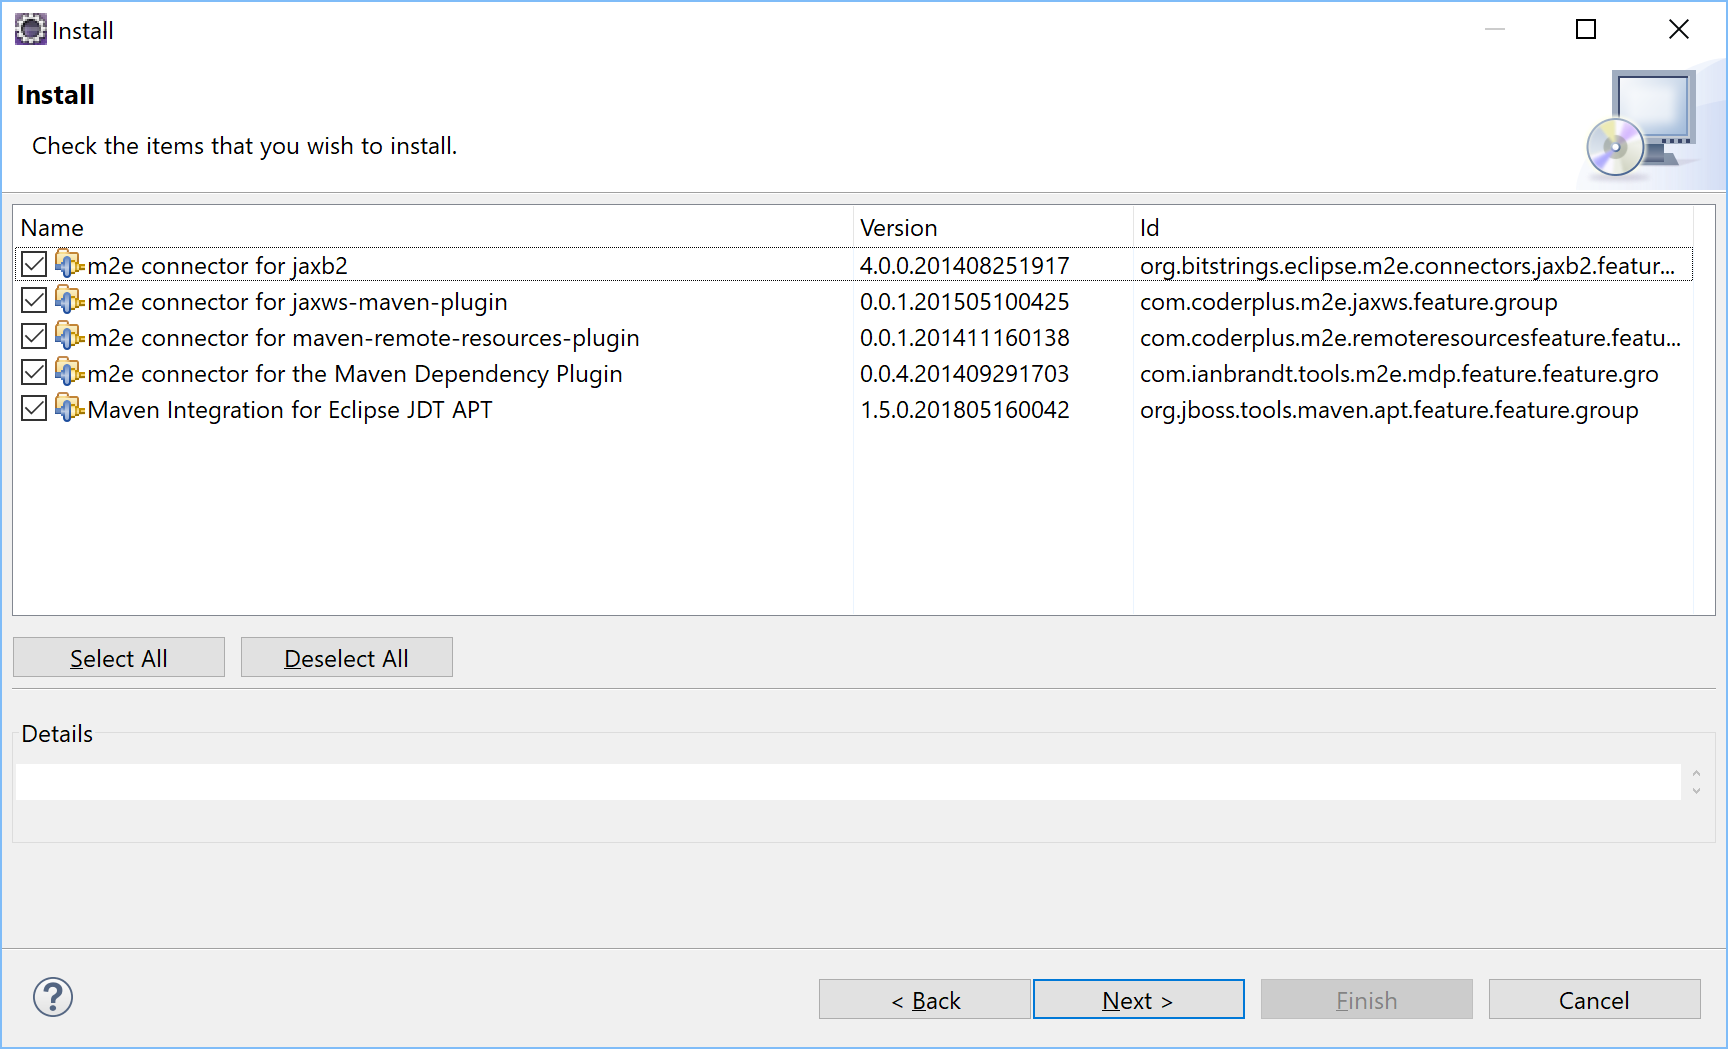 Install
Install
Check the items that you wish to install.
Name Version Id
m2e connector for jaxb2 4.0.0.201408251917 org.bitstrings.eclipse.m2e.connectors.jaxb2.featur...
m2e connector for jaxws-maven-plugin 0.0.1.201505100425 com.coderplus.m2e.jaxws.feature.group
m2e connector for maven-remote-resources-plugin 0.0.1.201411160138 com.coderplus.m2e.remoteresourcesfeature.featu...
m2e connector for the Maven Dependency Plugin 0.0.4.201409291703 com.ianbrandt.tools.m2e.mdp.feature.feature.gro
Maven Integration for Eclipse JDT APT 1.5.0.201805160042 org.jboss.tools.maven.apt.feature.feature.group
Select All Deselect All
Details
? < Back Next > Finish Cancel